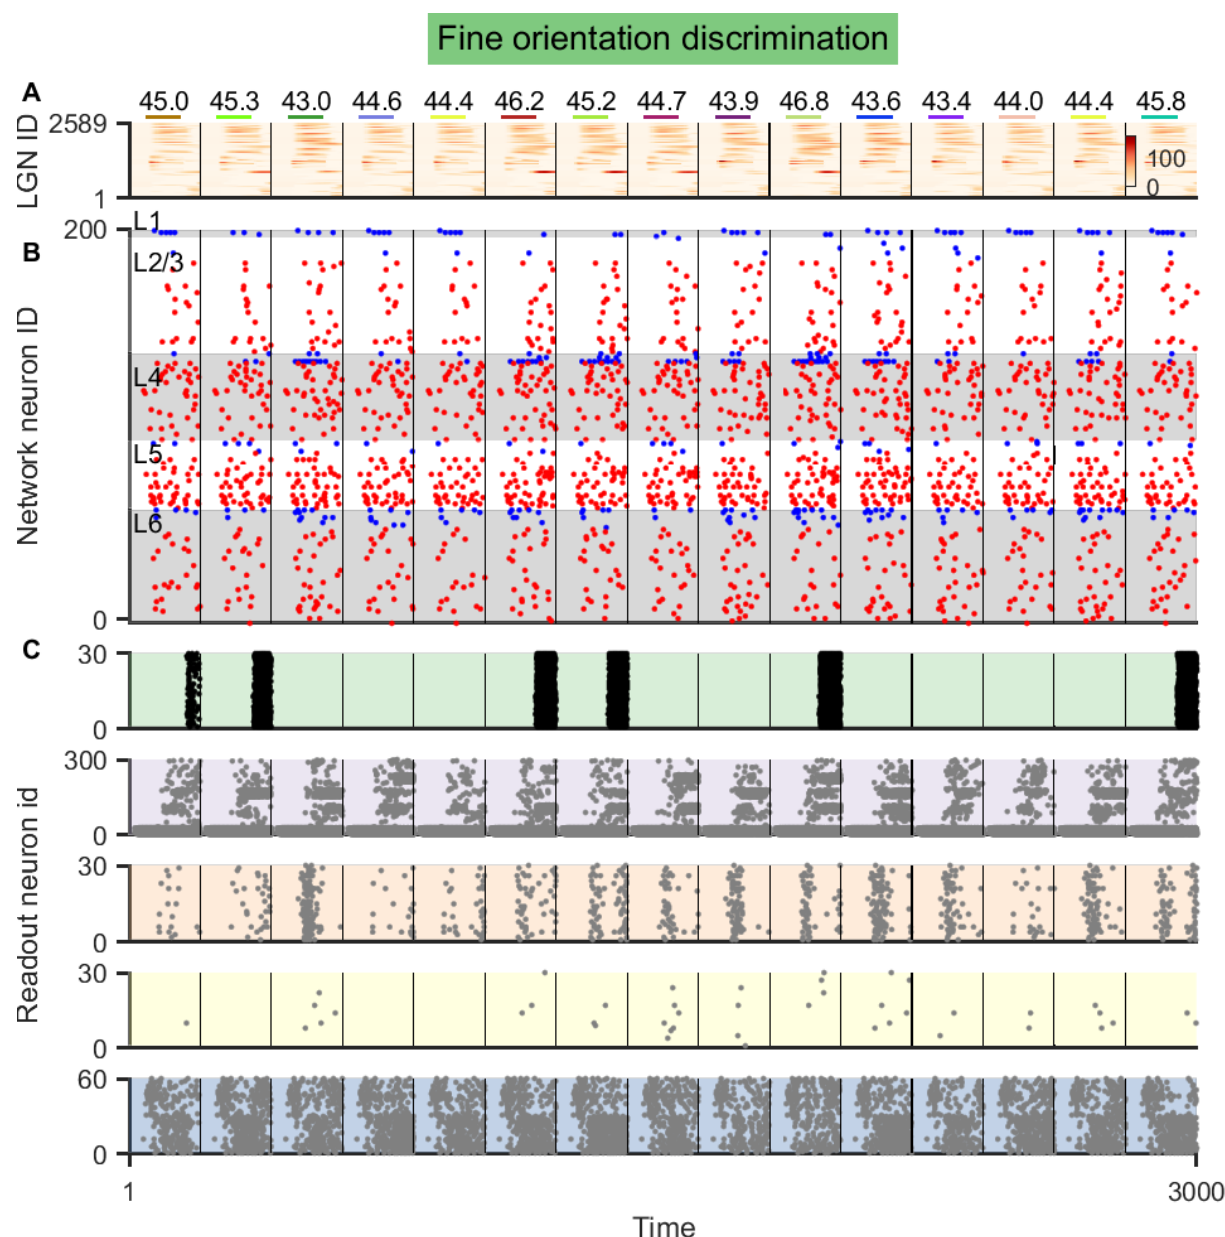 Fine orientation discrimination
A
45.0 45.3 43.0 44.6 44.4 46.2 45.2 44.7 43.9 46.8 43.6 43.4 44.0 44.4 45.8
LGN ID
2589
1
100
0
B
Network neuron ID
200
0
L1
L2/3
L4
L5
L6
C
Readout neuron id
30
0
300
0
30
0
30
0
60
0
1 3000
Time